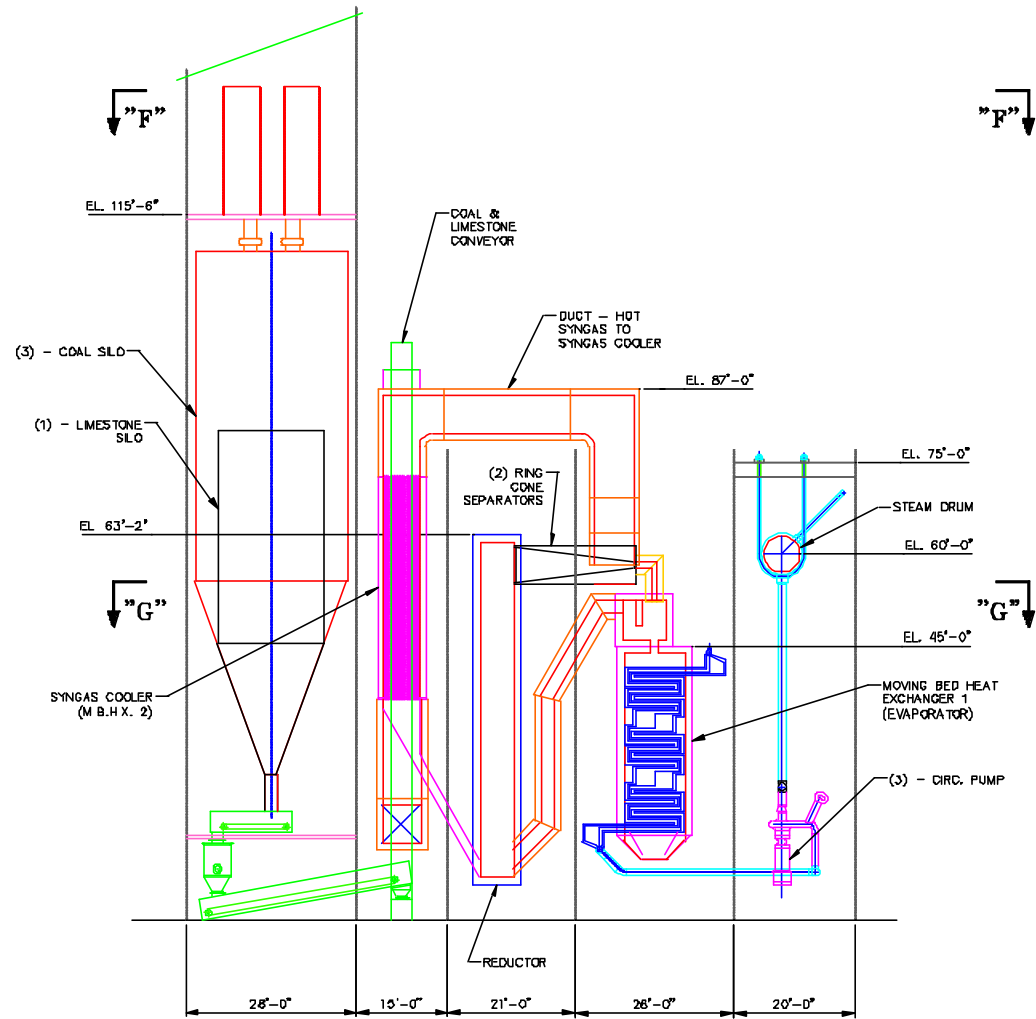 "F"
"F"
EL. 115'-6"
COAL &
LIMESTONE
CONVEYOR
DUCT – HOT
SYNGAS TO
SYNGAS COOLER
(3) - COAL SILO
EL. 87'-0"
(1) - LIMESTONE
SILO
(2) RING
CONE
SEPARATORS
EL. 75'-0"
STEAM DRUM
EL 63'-2"
EL. 60'-0"
"G"
"G"
EL. 45'-0"
SYNGAS COOLER
(M B.H X. 2)
MOVING BED HEAT
EXCHANGER 1
(EVAPORATOR)
(3) - CIRC. PUMP
REDUCTOR
28'-0"
15'-0"
21'-0"
26'-0"
20'-0"